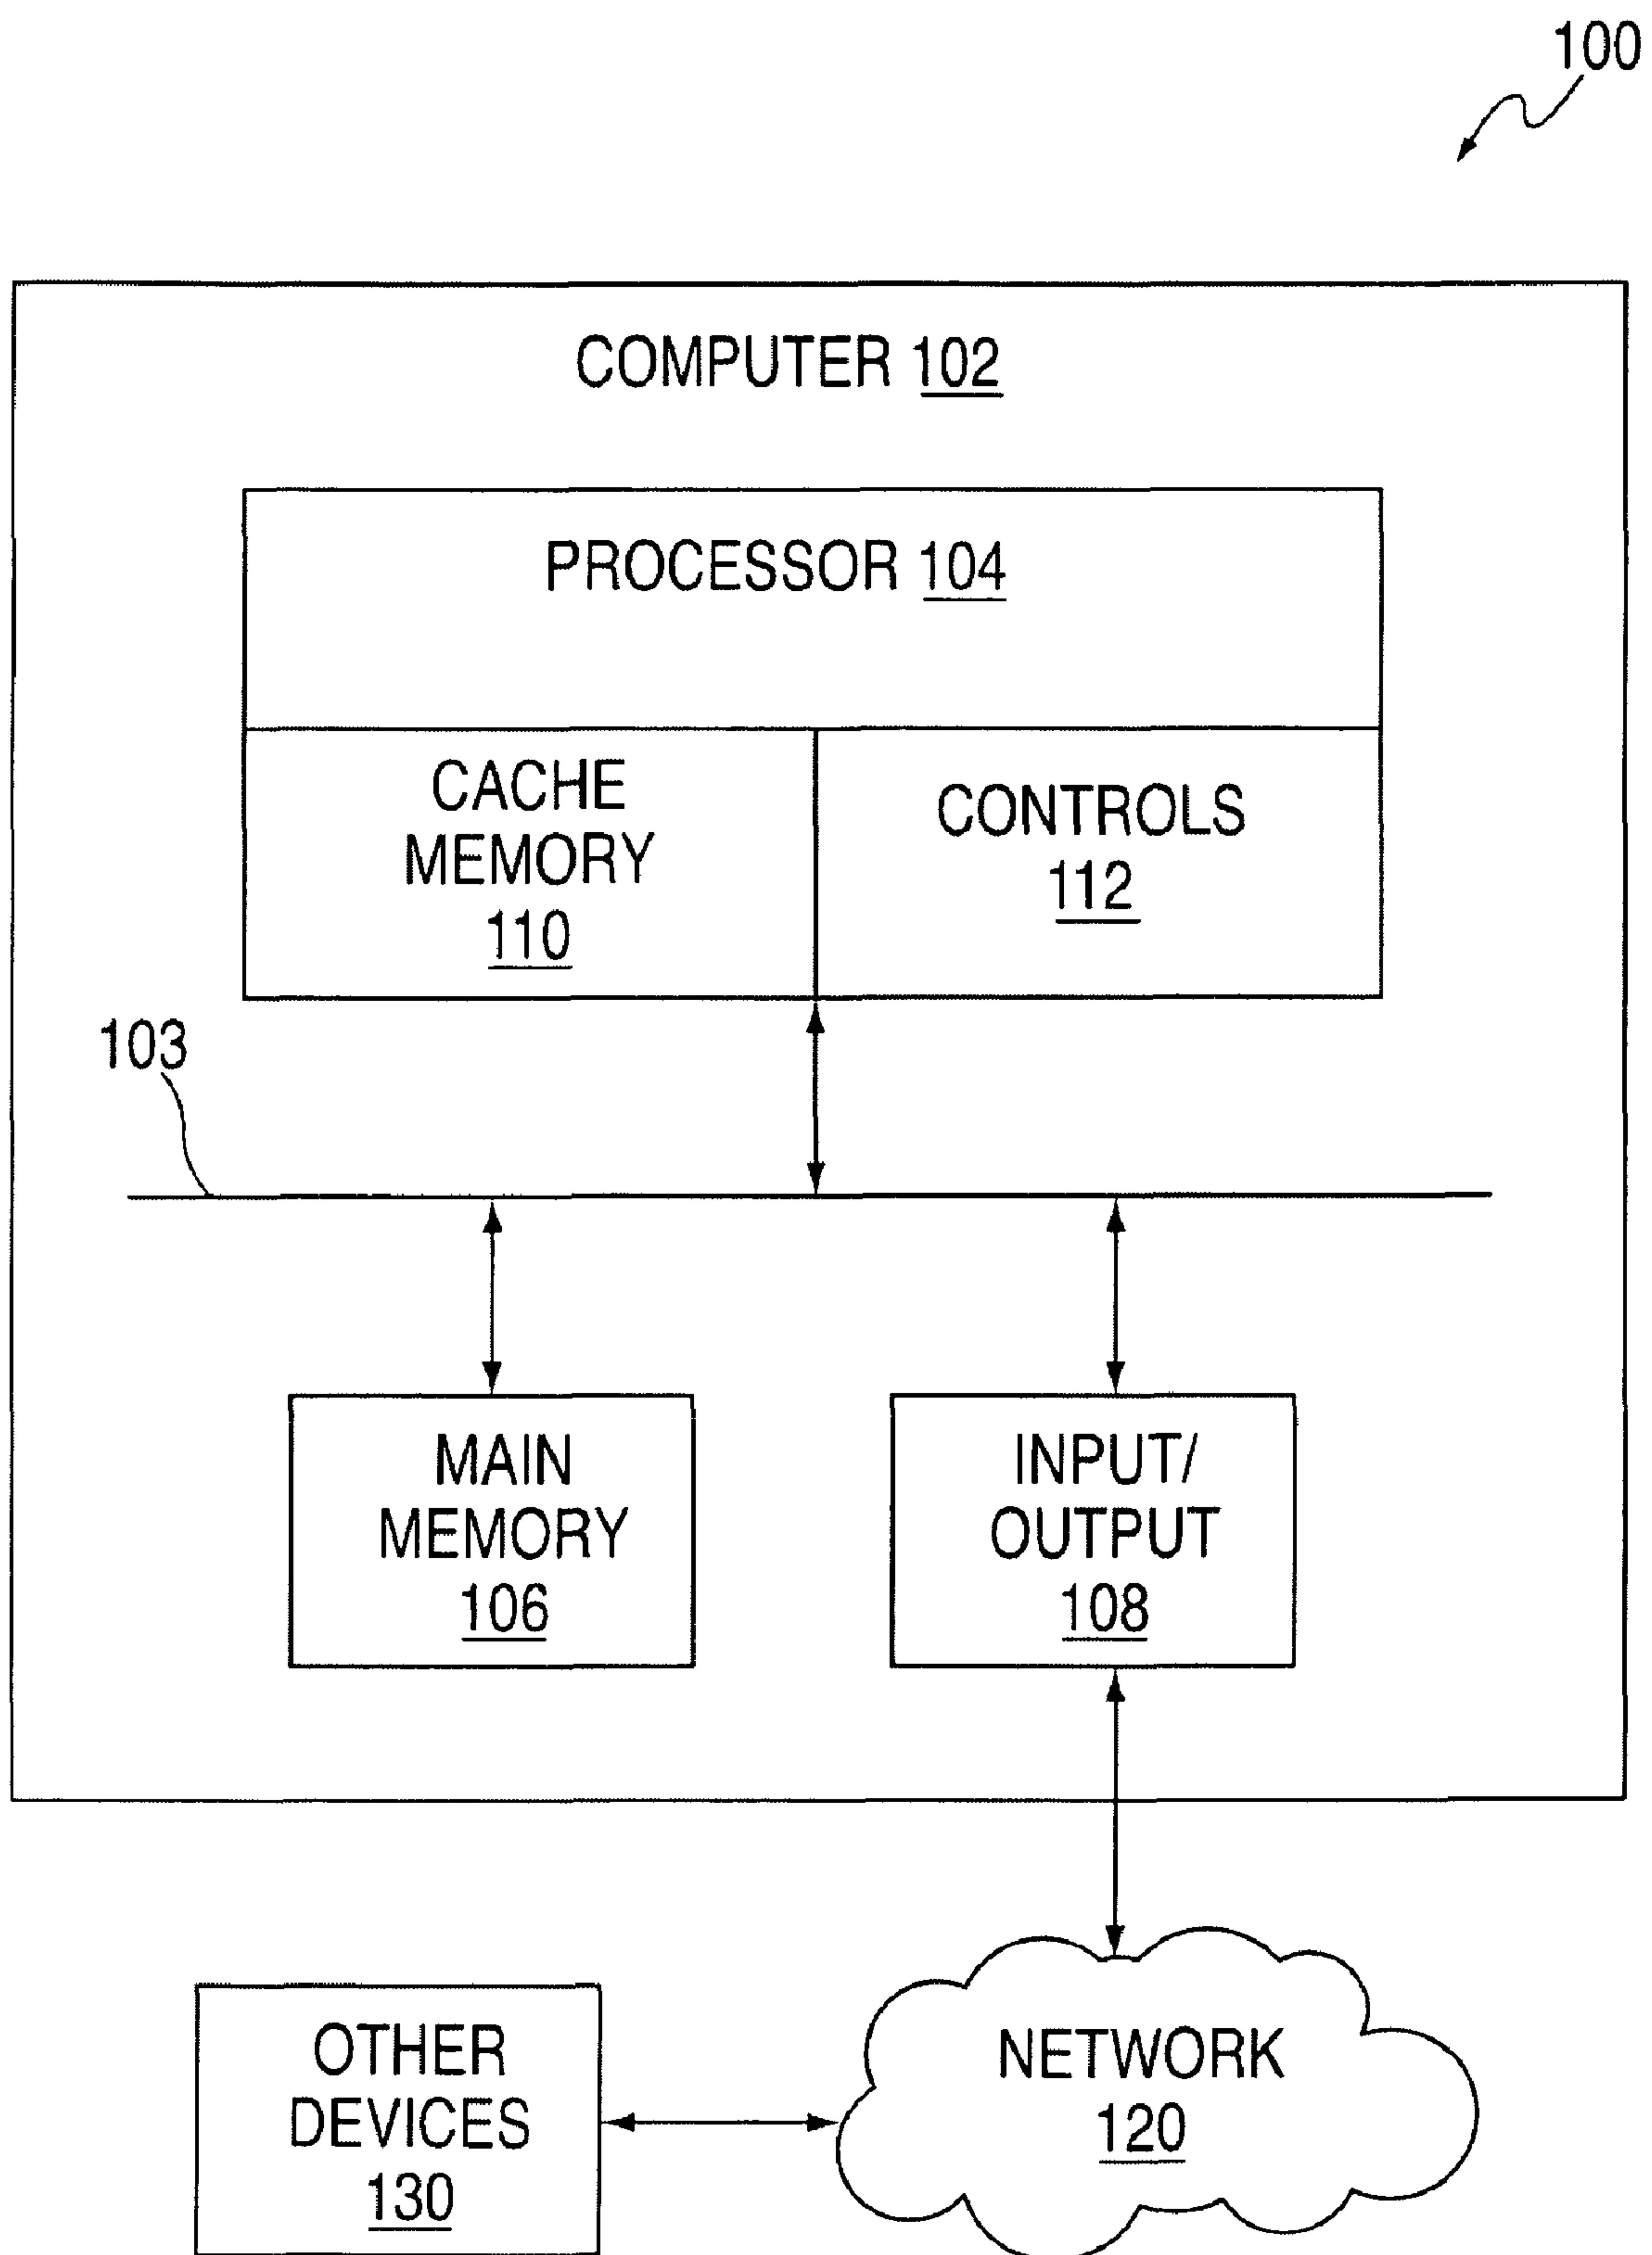 100
COMPUTER 102
PROCESSOR 104
CACHE
MEMORY
110
CONTROLS
112
103
MAIN
MEMORY
106
INPUT/
OUTPUT
108
OTHER
DEVICES
130
NETWORK
120